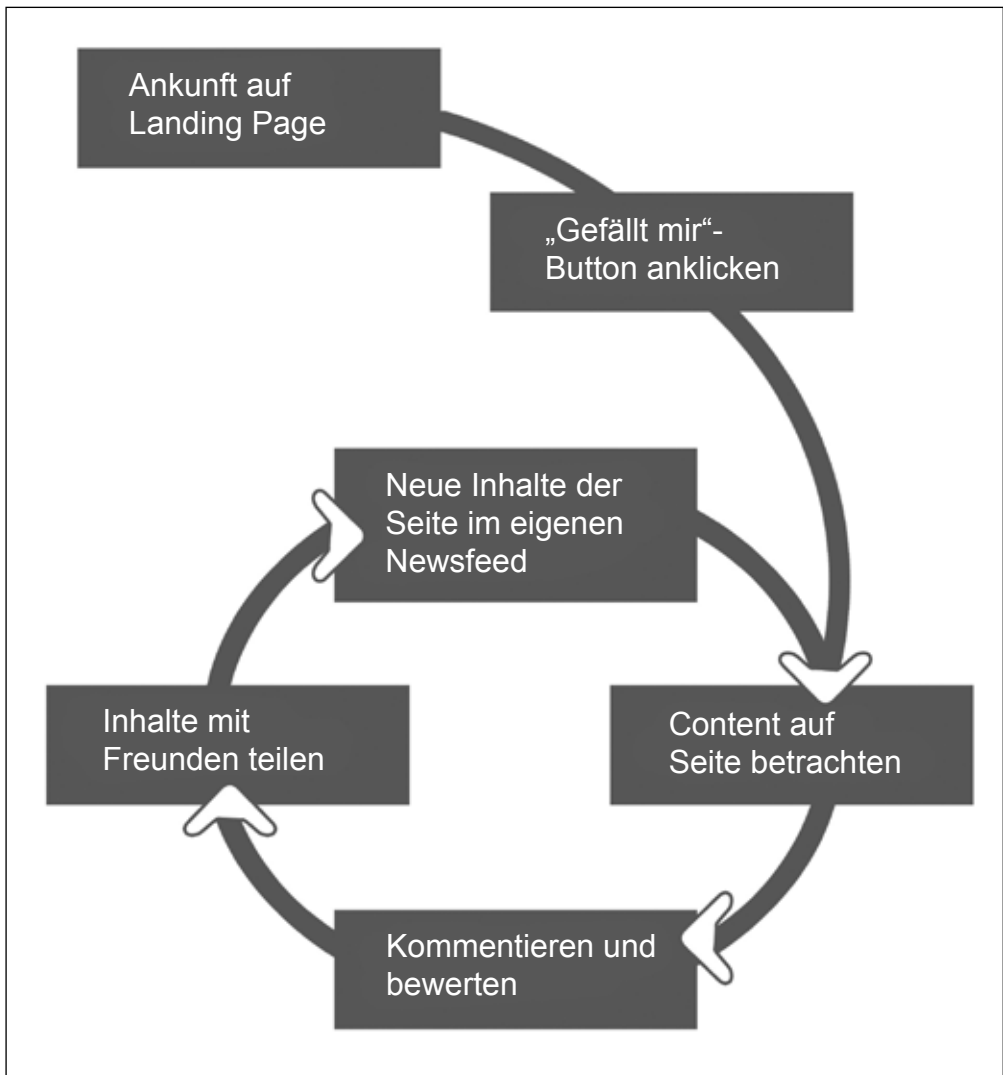 Ankunft auf
Landing Page
„Gefällt mir“-
Button anklicken
Neue Inhalte der
Seite im eigenen
Newsfeed
Inhalte mit
Freunden teilen
Content auf
Seite betrachten
Kommentieren und
bewerten